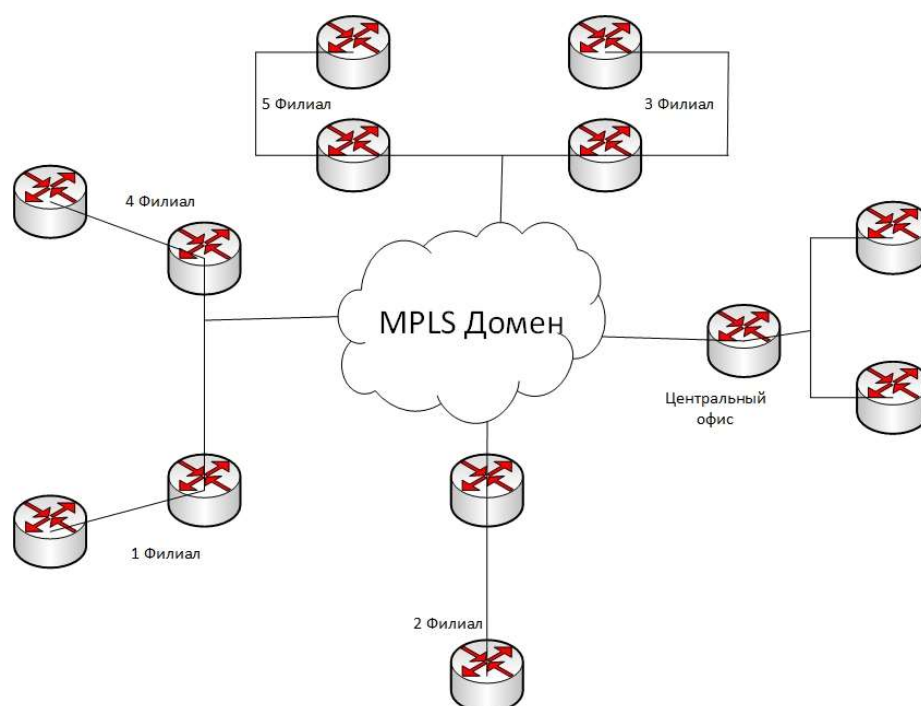 5 Филиал
3 Филиал
4 Филиал
MPLS Домен
Центральный
офис
1 Филиал
2 Филиал